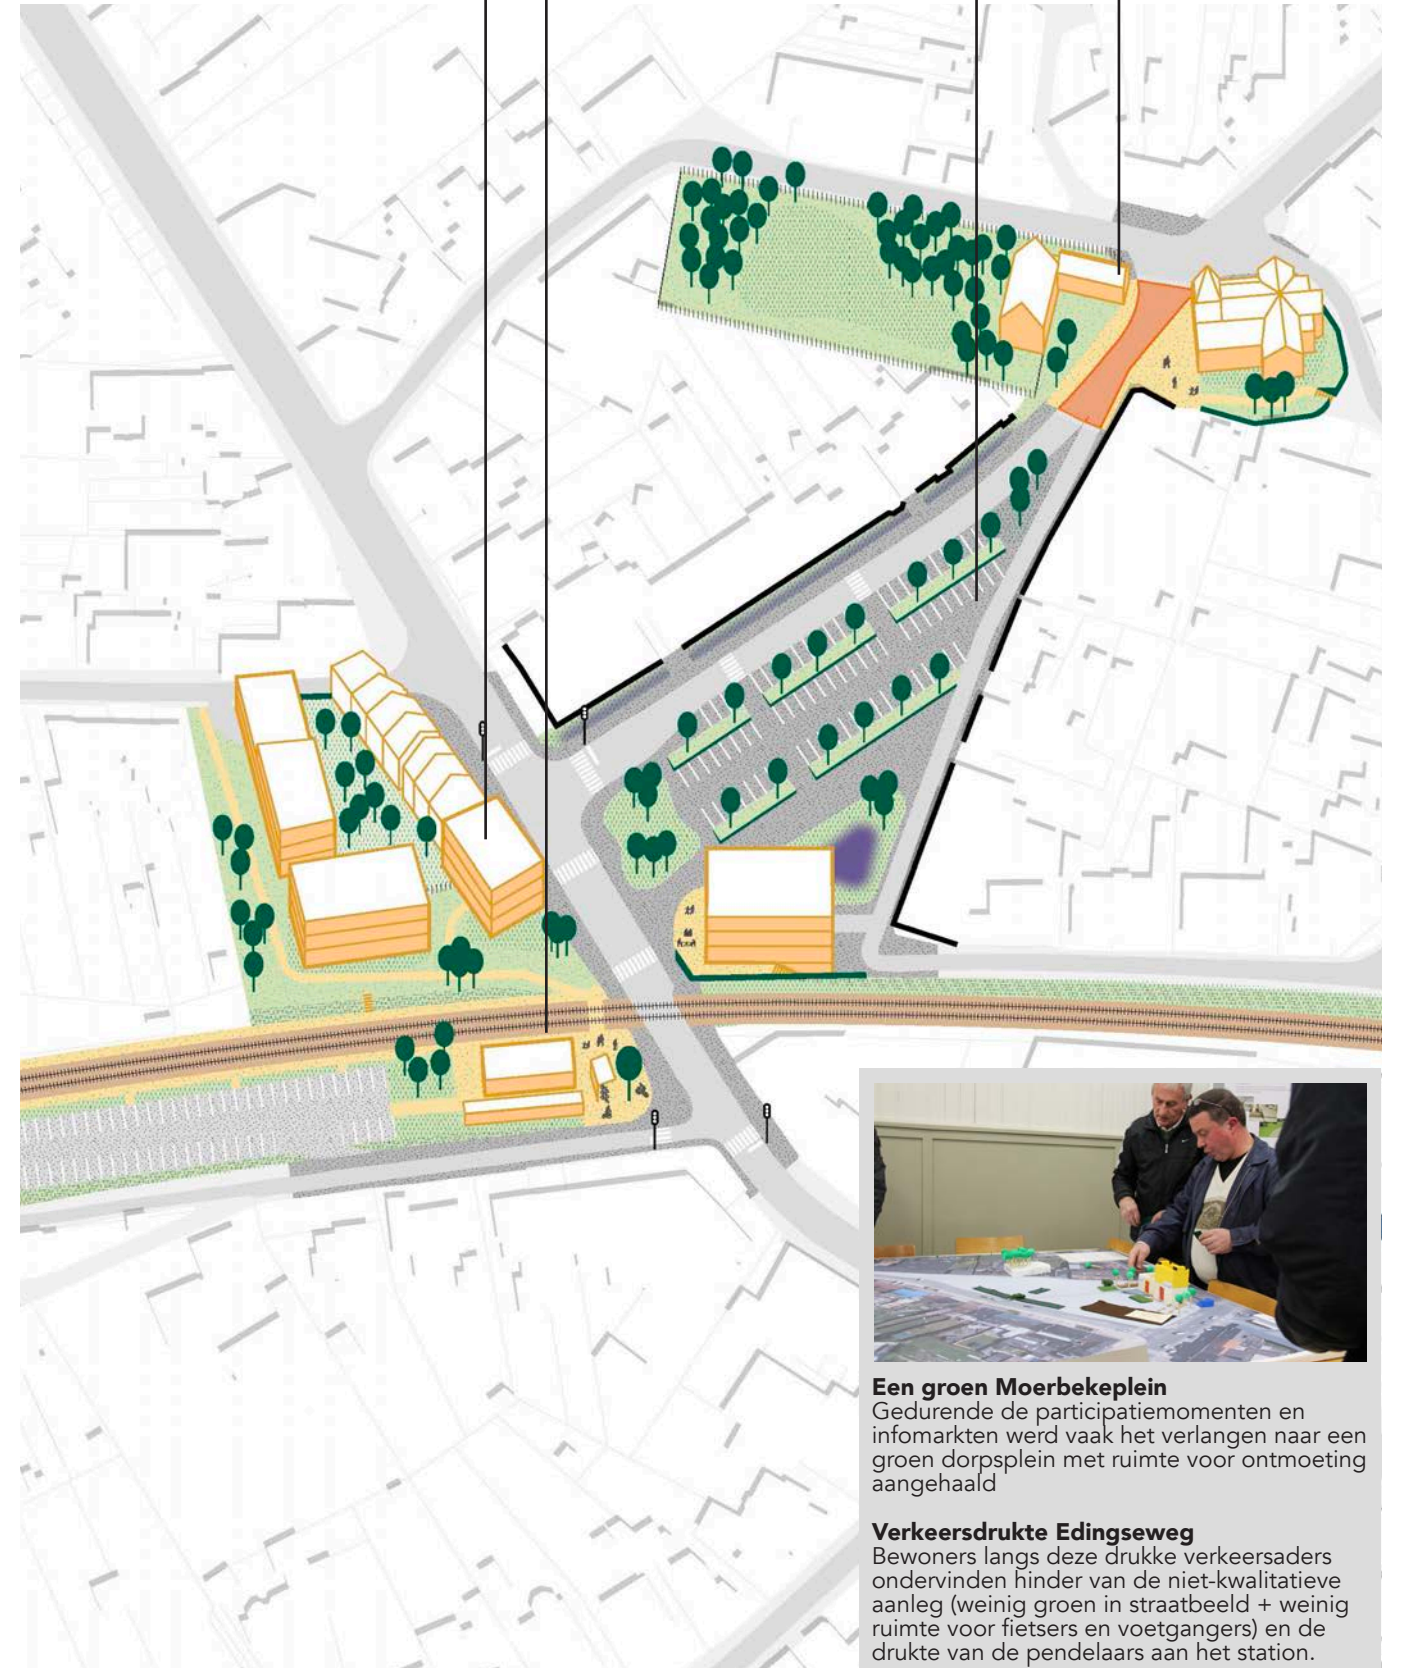 Een groen Moerbekeplein
Gedurende de participatiemomenten en
infomarkten werd vaak het verlangen naar een
groen dorpsplein met ruimte voor ontmoeting
aangehaald
Verkeersdrukte Edingseweg
Bewoners langs deze drukke verkeersaders
ondervinden hinder van de niet-kwalitatieve
aanleg (weinig groen in straatbeeld + weinig
ruimte voor fietsers en voetgangers) en de
drukte van de pendelaars aan het station.